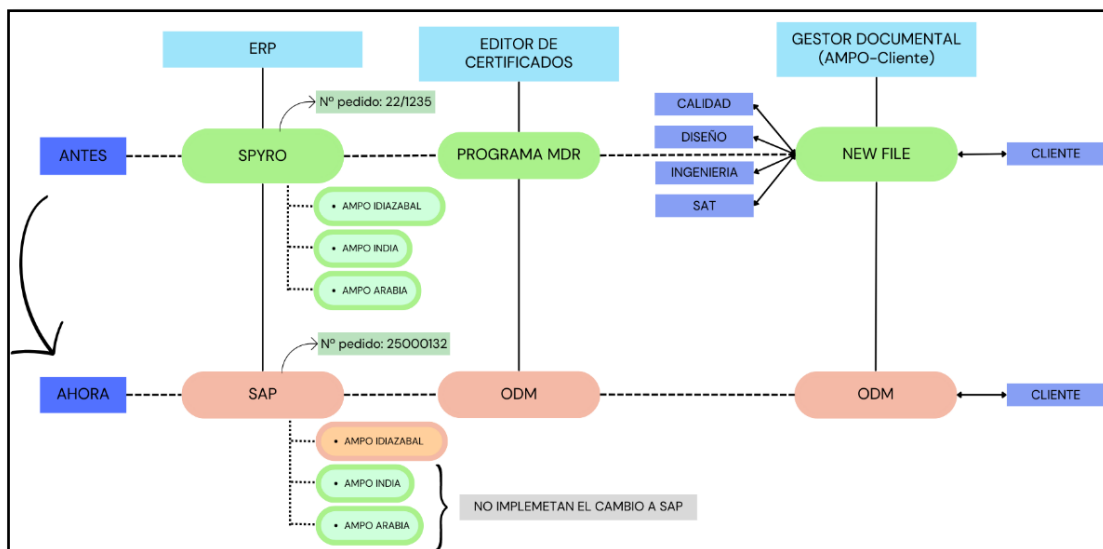 ERP
EDITOR DE
CERTIFICADOS
GESTOR DOCUMENTAL
(AMPO-Cliente)
Nº pedido: 22/1235
ANTES
SPYRO
PROGRAMA MDR
CALIDAD
DISEÑO
INGENIERIA
SAT
NEW FILE
CLIENTE
• AMPO IDIAZABAL
• AMPO INDIA
• AMPO ARABIA
Nº pedido: 25000132
AHORA
SAP
ODM
ODM
CLIENTE
• AMPO IDIAZABAL
• AMPO INDIA
• AMPO ARABIA
NO IMPLEMETAN EL CAMBIO A SAP